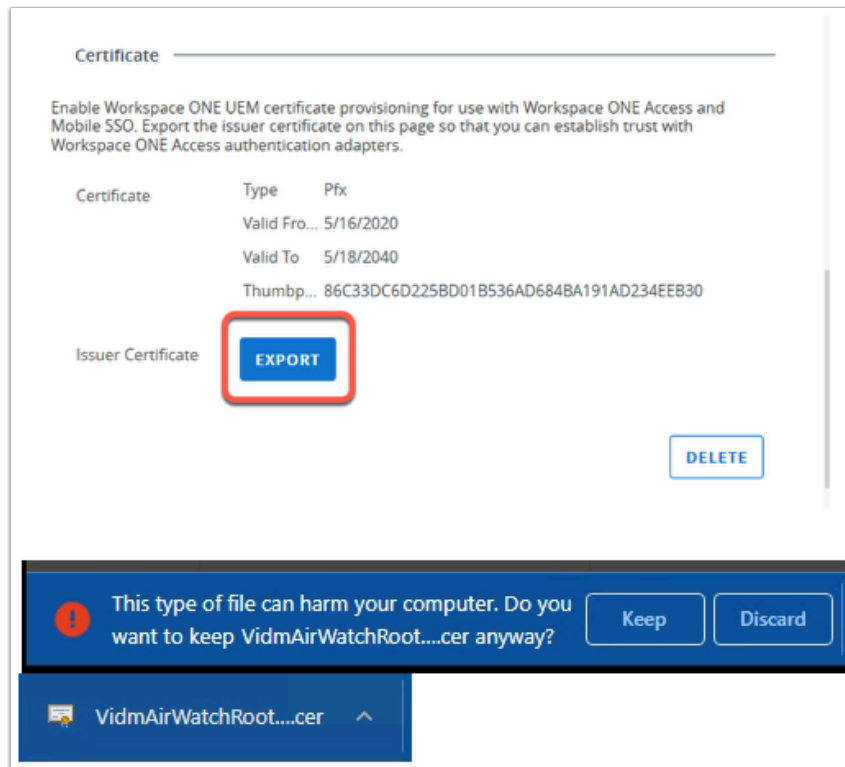 Certificate
Enable Workspace ONE UEM certificate provisioning for use with Workspace ONE Access and
Mobile SSO. Export the issuer certificate on this page so that you can establish trust with
Workspace ONE Access authentication adapters.
Certificate Type Pfx
Valid Fro... 5/16/2020
Valid To 5/18/2040
Thumbp... 86C33DC6D225BD01B536AD684BA191AD234EEB30
Issuer Certificate EXPORT
DELETE
This type of file can harm your computer. Do you
want to keep VidmAirWatchRoot....cer anyway?
Keep Discard
VidmAirWatchRoot....cer